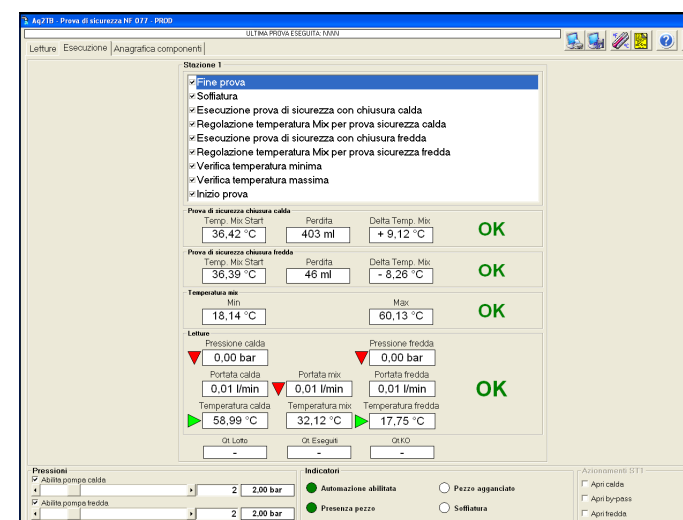 Aq2TB - Prova di sicurezza NF 077 - PROD
ULTIMA PROVA ESEGUITA: NNNN
Letture Esecuzione Anagrafica componenti
Stazione 1
Fine prova
Soffiatura
Esecuzione prova di sicurezza con chiusura calda
Regolazione temperatura Mix per prova sicurezza calda
Esecuzione prova di sicurezza con chiusura fredda
Regolazione temperatura Mix per prova sicurezza fredda
Verifica temperatura minima
Verifica temperatura massima
Inizio prova
Prova di sicurezza chiusura calda
Temp. Mix Start Perdita Delta Temp. Mix
36,42 °C 403 ml + 9,12 °C OK
Prova di sicurezza chiusura fredda
Temp. Mix Start Perdita Delta Temp. Mix
36,39 °C 46 ml - 8,26 °C OK
Temperatura mix
Min Max
18,14 °C 60,13 °C OK
Letture
Pressione calda Pressione fredda
0,00 bar 0,00 bar
Portata calda Portata mix Portata fredda
0,01 l/min 0,01 l/min 0,01 l/min OK
Temperatura calda Temperatura mix Temperatura fredda
58,99 °C 32,12 °C 17,75 °C
Qt Lotto Qt Eseguiti Qt KO
- - -
Pressioni Indicatori Azionamenti ST1
Abilita pompa calda
2 2,00 bar Automazione abilitata Pezzo agganciato Apri calda
Abilita pompa fredda Apri by-pass
2 2,00 bar Presenza pezzo Soffiatura Apri fredda